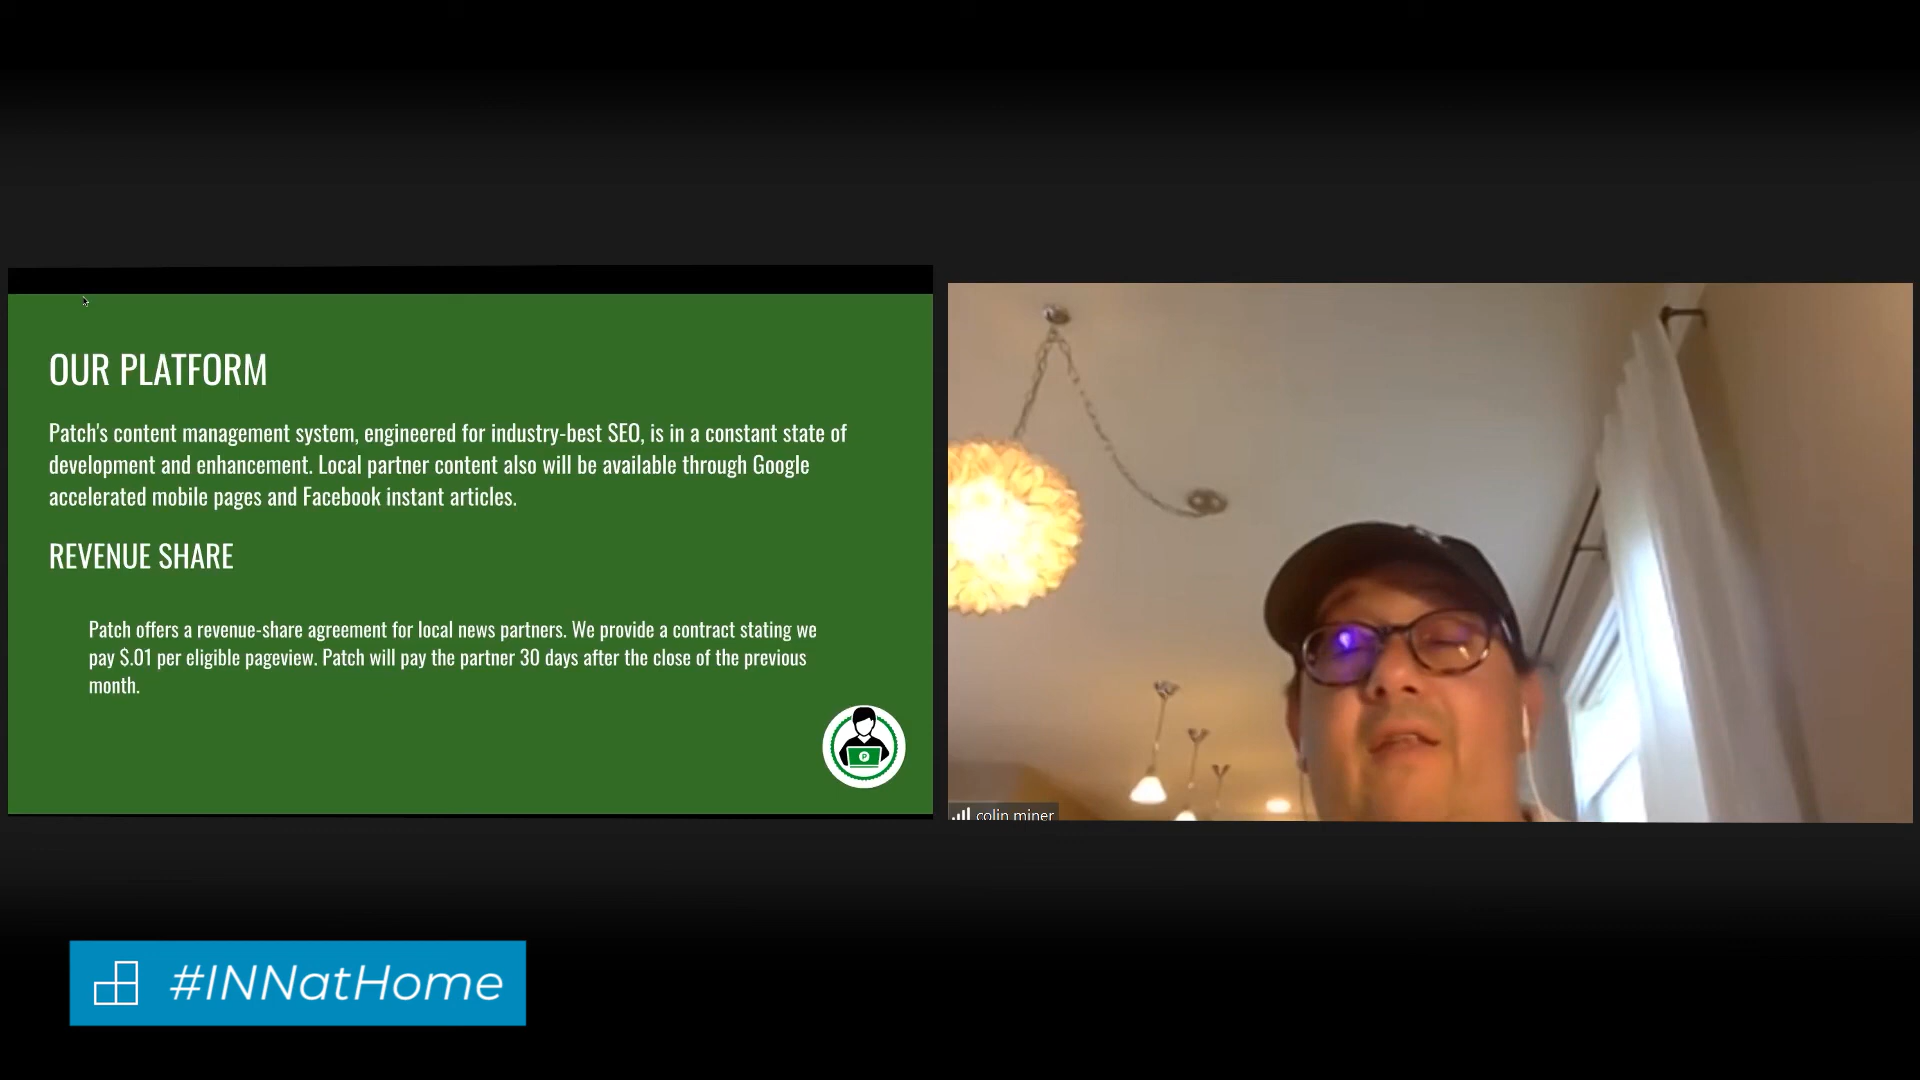 OUR PLATFORM
Patch's content management system, engineered for industry-best SEO, is in a constant state of
development and enhancement. Local partner content also will be available through Google
accelerated mobile pages and Facebook instant articles.
REVENUE SHARE
Patch offers a revenue-share agreement for local news partners. We provide a contract stating we
pay $.01 per eligible pageview. Patch will pay the partner 30 days after the close of the previous
month.
P
colin miner
#INNatHome